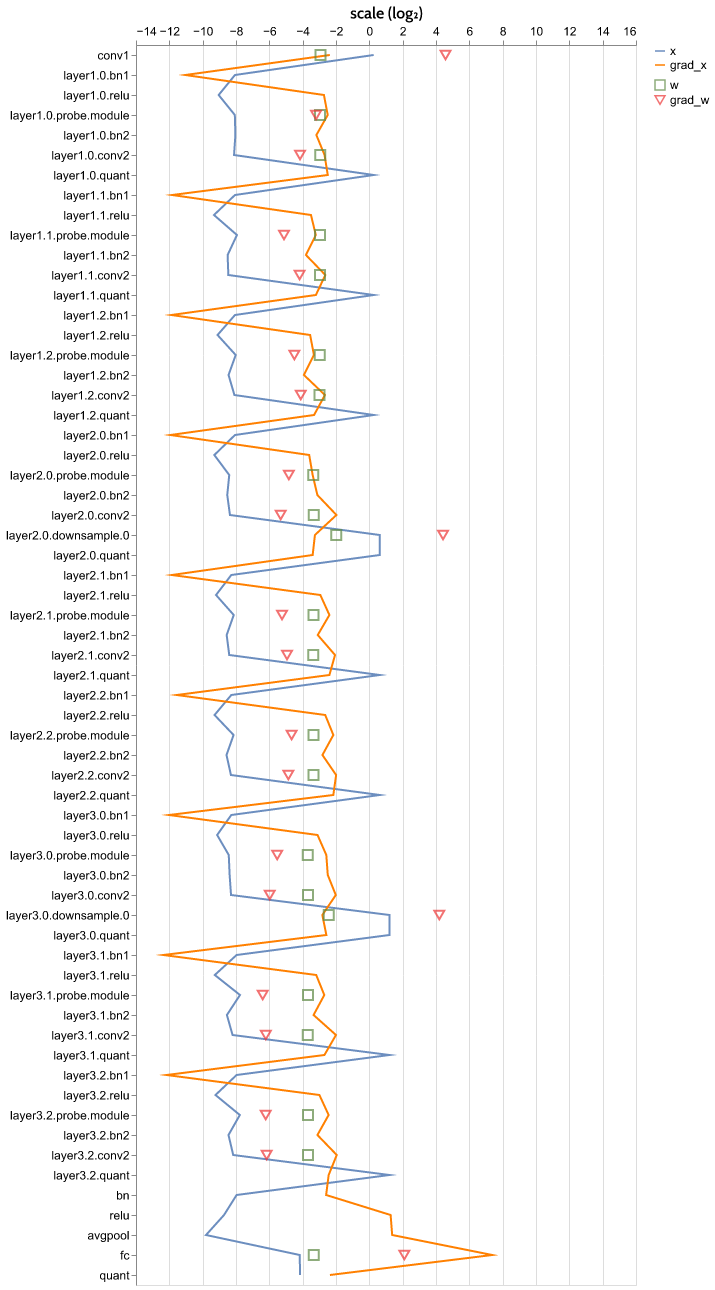 scale (log₂)
−14 −12 −10 −8 −6 −4 −2 0 2 4 6 8 10 12 14 16
x
grad_x
w
grad_w
conv1
layer1.0.bn1
layer1.0.relu
layer1.0.probe.module
layer1.0.bn2
layer1.0.conv2
layer1.0.quant
layer1.1.bn1
layer1.1.relu
layer1.1.probe.module
layer1.1.bn2
layer1.1.conv2
layer1.1.quant
layer1.2.bn1
layer1.2.relu
layer1.2.probe.module
layer1.2.bn2
layer1.2.conv2
layer1.2.quant
layer2.0.bn1
layer2.0.relu
layer2.0.probe.module
layer2.0.bn2
layer2.0.conv2
layer2.0.downsample.0
layer2.0.quant
layer2.1.bn1
layer2.1.relu
layer2.1.probe.module
layer2.1.bn2
layer2.1.conv2
layer2.1.quant
layer2.2.bn1
layer2.2.relu
layer2.2.probe.module
layer2.2.bn2
layer2.2.conv2
layer2.2.quant
layer3.0.bn1
layer3.0.relu
layer3.0.probe.module
layer3.0.bn2
layer3.0.conv2
layer3.0.downsample.0
layer3.0.quant
layer3.1.bn1
layer3.1.relu
layer3.1.probe.module
layer3.1.bn2
layer3.1.conv2
layer3.1.quant
layer3.2.bn1
layer3.2.relu
layer3.2.probe.module
layer3.2.bn2
layer3.2.conv2
layer3.2.quant
bn
relu
avgpool
fc
quant